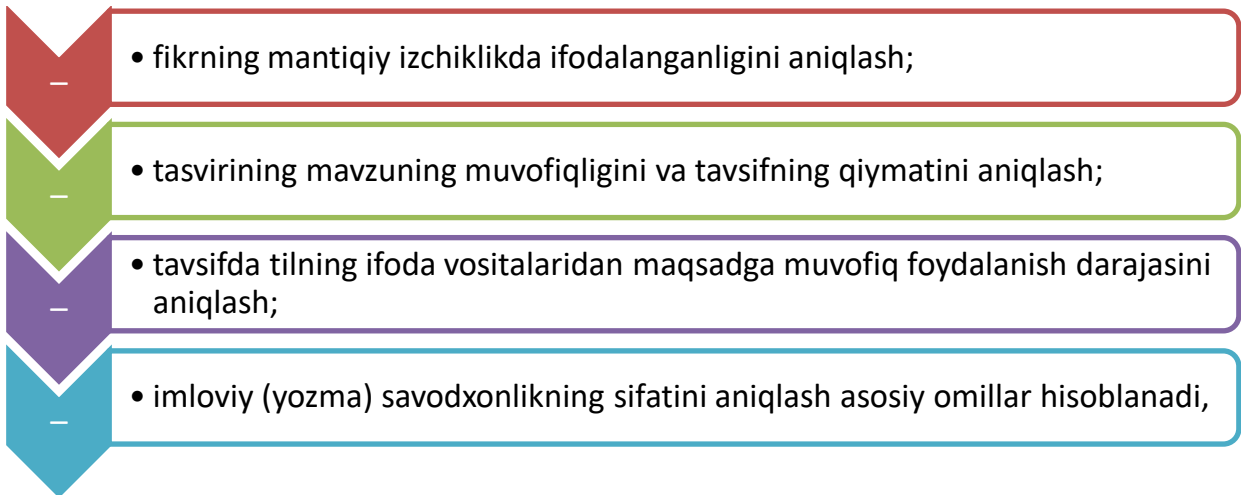 – • fikrning mantiqiy izchiklikda ifodalanganligini aniqlash;
– • tasvirining mavzuning muvofiqligini va tavsifning qiymatini aniqlash;
– • tavsifda tilning ifoda vositalaridan maqsadga muvofiq foydalanish darajasini
aniqlash;
– • imloviy (yozma) savodxonlikning sifatini aniqlash asosiy omillar hisoblanadi,